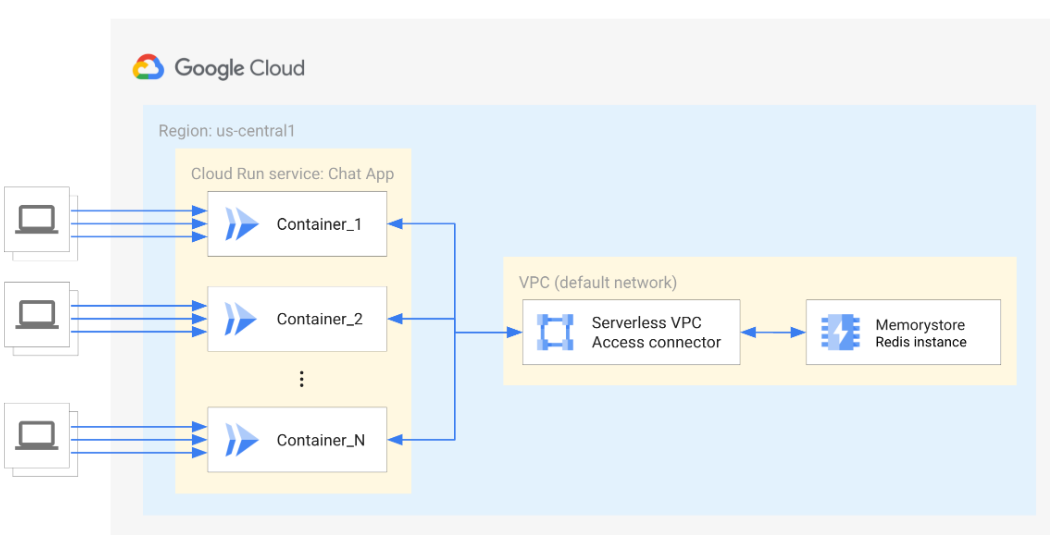 Google Cloud
Region: us-central1
Cloud Run service: Chat App
Container_1
Container_2
Container_N
VPC (default network)
Serverless VPC
Access connector
Memorystore
Redis instance